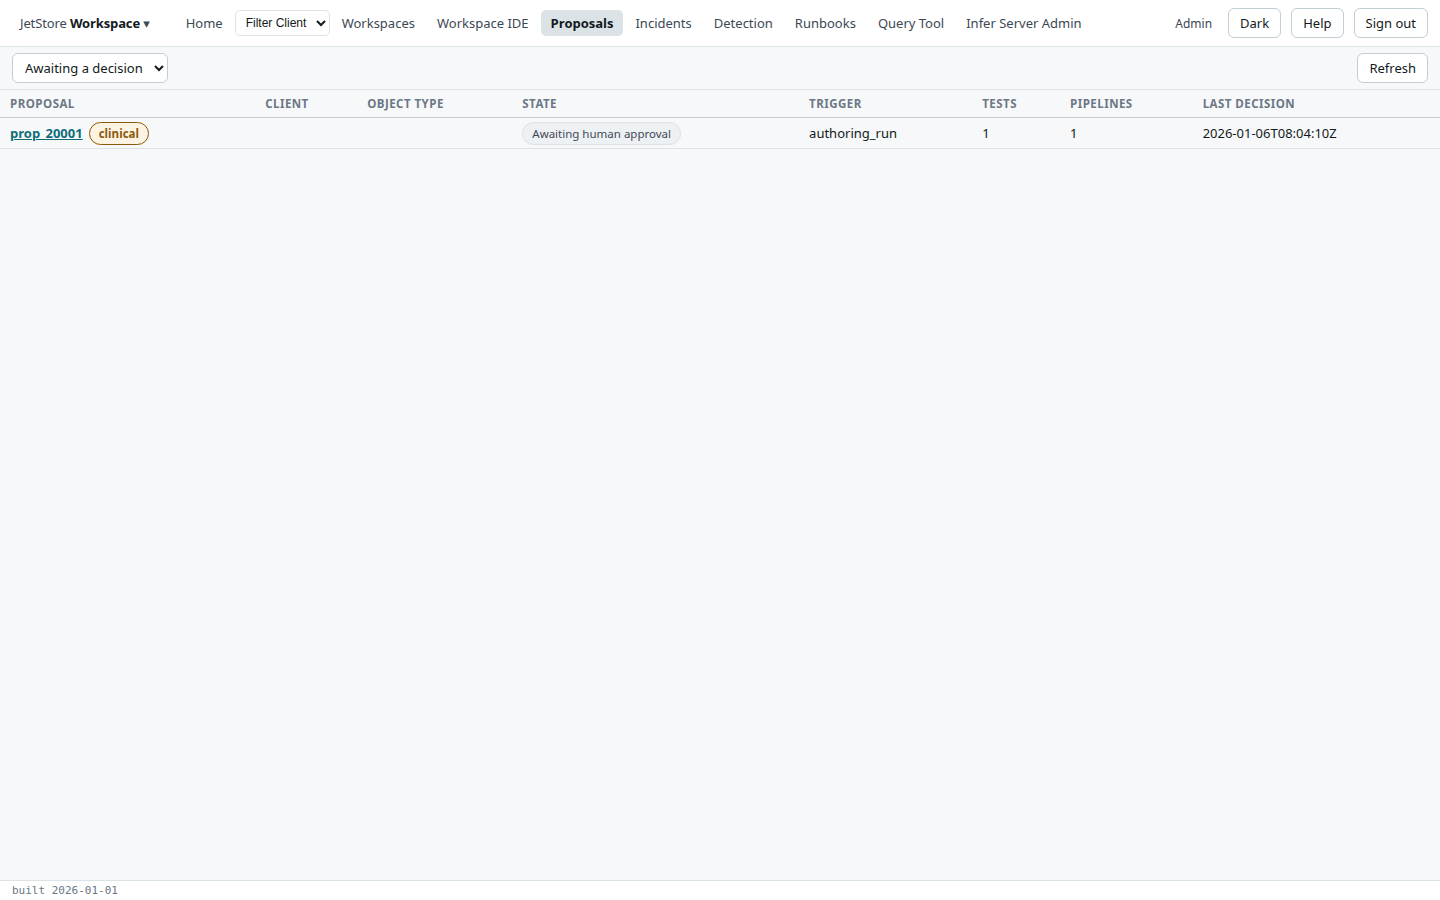 JetStore Workspace ▾ Home Filter Client Workspaces Workspace IDE Proposals Incidents Detection Runbooks Query Tool Infer Server Admin Admin Dark Help Sign out
Awaiting a decision Refresh
PROPOSAL CLIENT OBJECT TYPE STATE TRIGGER TESTS PIPELINES LAST DECISION
prop_20001 clinical Awaiting human approval authoring_run 1 1 2026-01-06T08:04:10Z
built 2026-01-01